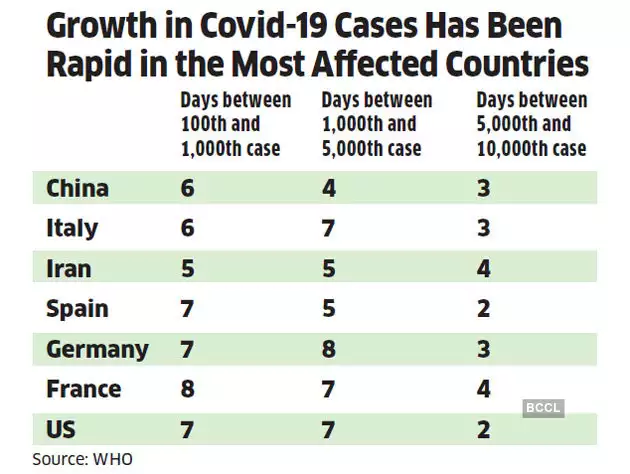 Growth in Covid-19 Cases Has Been
Rapid in the Most Affected Countries
Days between Days between Days between
100th and 1,000th and 5,000th and
1,000th case 5,000th case 10,000th case
China 6 4 3
Italy 6 7 3
Iran 5 5 4
Spain 7 5 2
Germany 7 8 3
France 8 7 4
BCCL
US 7 7 2
Source: WHO